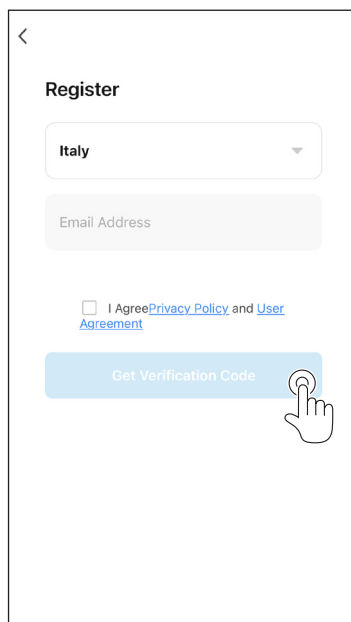 Register
Italy
Email Address
I AgreePrivacy Policy and User
Agreement
Get Verification Code